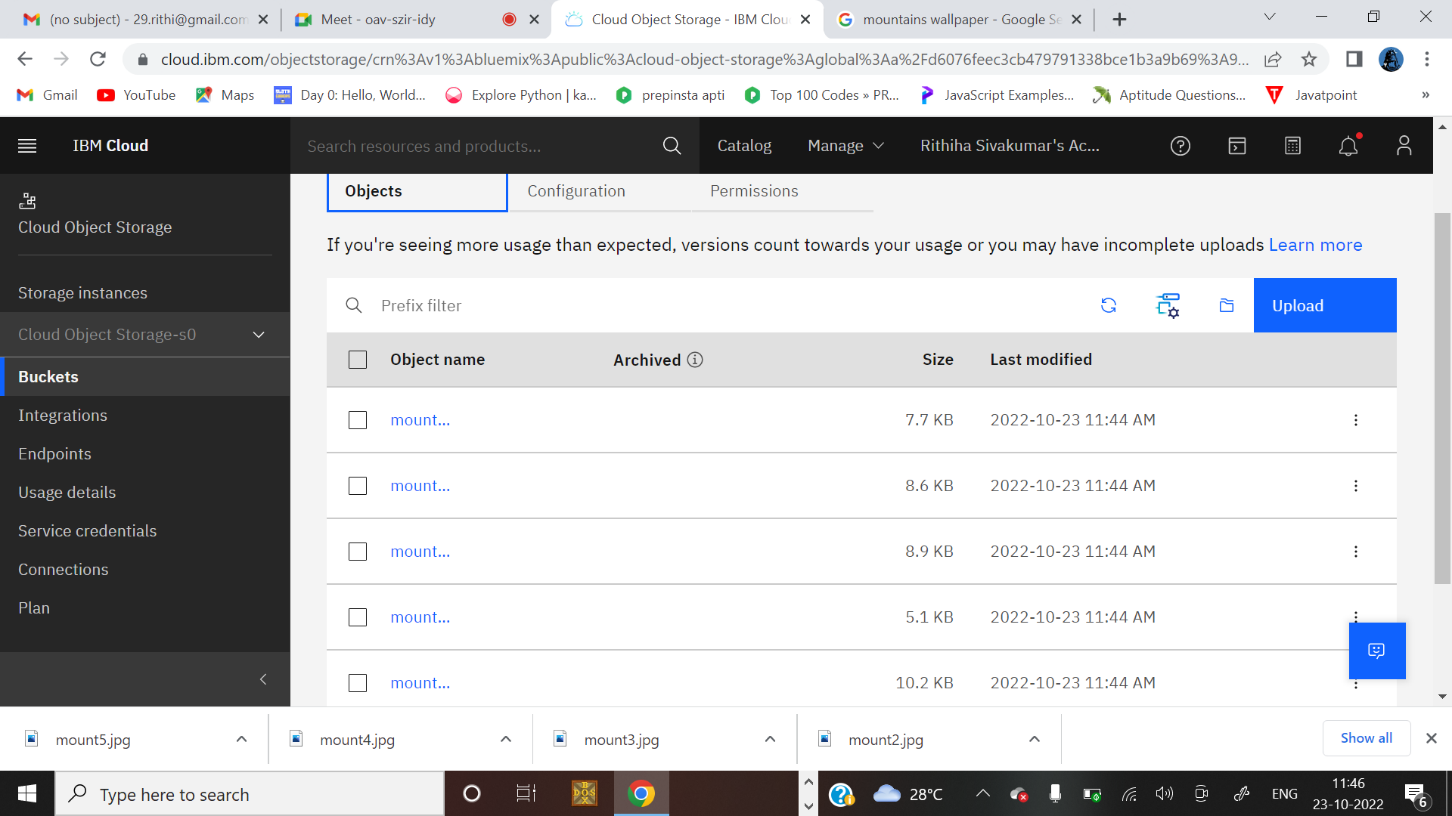 (no subject) - 29.rithi@gmail.com
Meet - oav-szir-idy
Cloud Object Storage - IBM Clou
mountains wallpaper - Google Se
cloud.ibm.com/objectstorage/crn%3Av1%3Abluemix%3Apublic%3Acloud-object-storage%3Aglobal%3Aa%2Fd6076feec3cb479791338bce1b3a9b69%3A9...
Gmail
YouTube
Maps
Day 0: Hello, World...
Explore Python | ka...
prepinsta apti
Top 100 Codes » PR...
JavaScript Examples...
Aptitude Questions...
Javatpoint
»
IBM Cloud
Search resources and products...
Catalog
Manage
Rithiha Sivakumar's Ac...
Cloud Object Storage
Storage instances
Cloud Object Storage-s0
Buckets
Integrations
Endpoints
Usage details
Service credentials
Connections
Plan
Objects
Configuration
Permissions
If you're seeing more usage than expected, versions count towards your usage or you may have incomplete uploads Learn more
Prefix filter
Upload
Object name Archived Size Last modified
mount... 7.7 KB 2022-10-23 11:44 AM
mount... 8.6 KB 2022-10-23 11:44 AM
mount... 8.9 KB 2022-10-23 11:44 AM
mount... 5.1 KB 2022-10-23 11:44 AM
mount... 10.2 KB 2022-10-23 11:44 AM
mount5.jpg
mount4.jpg
mount3.jpg
mount2.jpg
Show all
Type here to search
DOS
28°C
ENG
11:46
23-10-2022
6